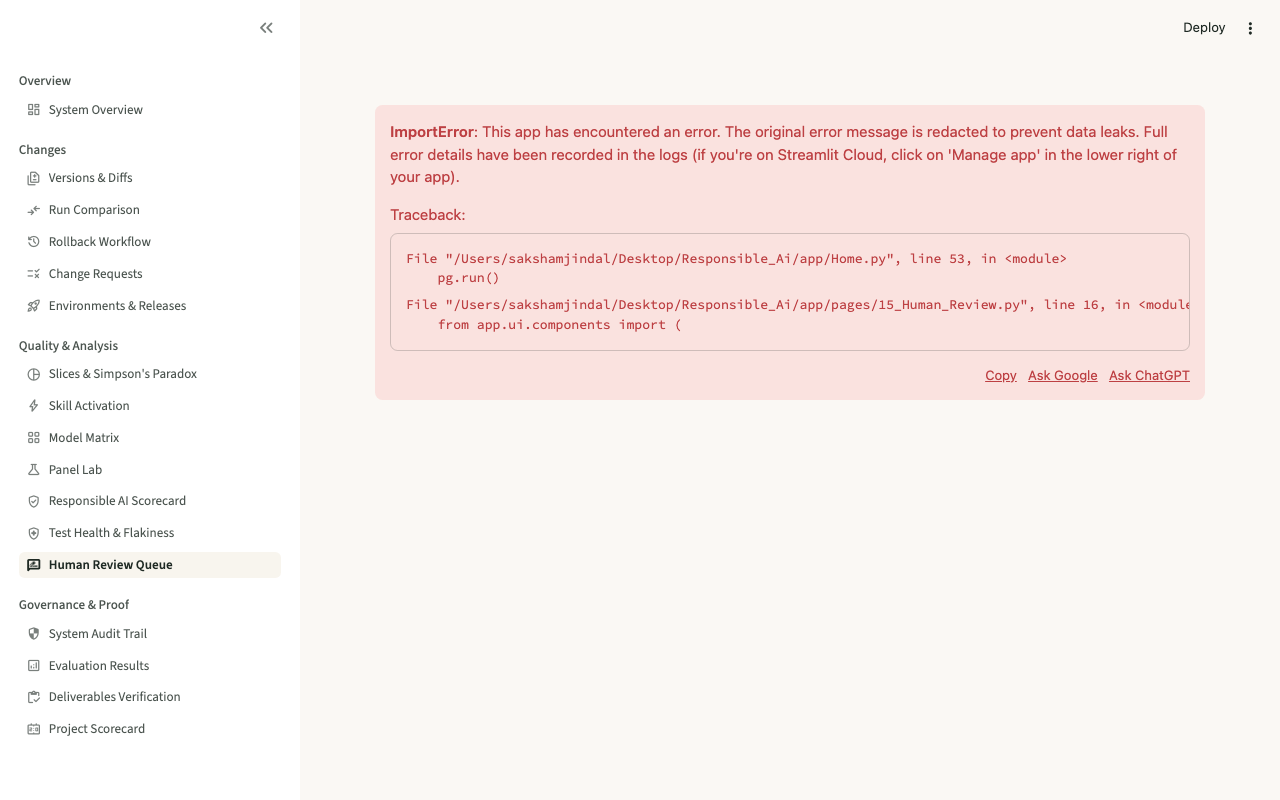 Deploy
Overview
System Overview
Changes
Versions & Diffs
Run Comparison
Rollback Workflow
Change Requests
Environments & Releases
Quality & Analysis
Slices & Simpson's Paradox
Skill Activation
Model Matrix
Panel Lab
Responsible AI Scorecard
Test Health & Flakiness
Human Review Queue
Governance & Proof
System Audit Trail
Evaluation Results
Deliverables Verification
Project Scorecard
ImportError: This app has encountered an error. The original error message is redacted to prevent data leaks. Full
error details have been recorded in the logs (if you're on Streamlit Cloud, click on 'Manage app' in the lower right of
your app).
Traceback:
File "/Users/sakshamjindal/Desktop/Responsible_Ai/app/Home.py", line 53, in <module>
    pg.run()
File "/Users/sakshamjindal/Desktop/Responsible_Ai/app/pages/15_Human_Review.py", line 16, in <module
    from app.ui.components import (
Copy Ask Google Ask ChatGPT